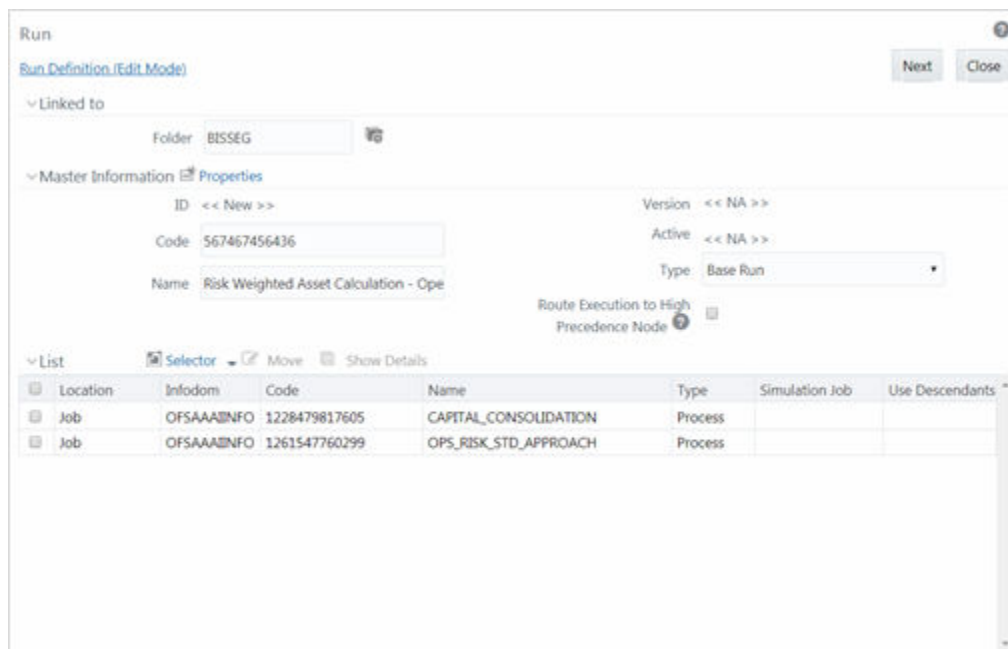 Run
Run Definition (Edit Mode)
Next Close
Linked to
Folder BISSEG
Master Information Properties
ID << New >> Version << NA >>
Code 567467456436 Active << NA >>
Name Risk Weighted Asset Calculation - Ope Type Base Run
Route Execution to High
Precedence Node
List Selector Move Show Details
Location Infodom Code Name Type Simulation Job Use Descendants
Job 1228479817605 CAPITAL_CONSOLIDATION Process
Job 1261547760299 OPS_RISK_STD_APPROACH Process